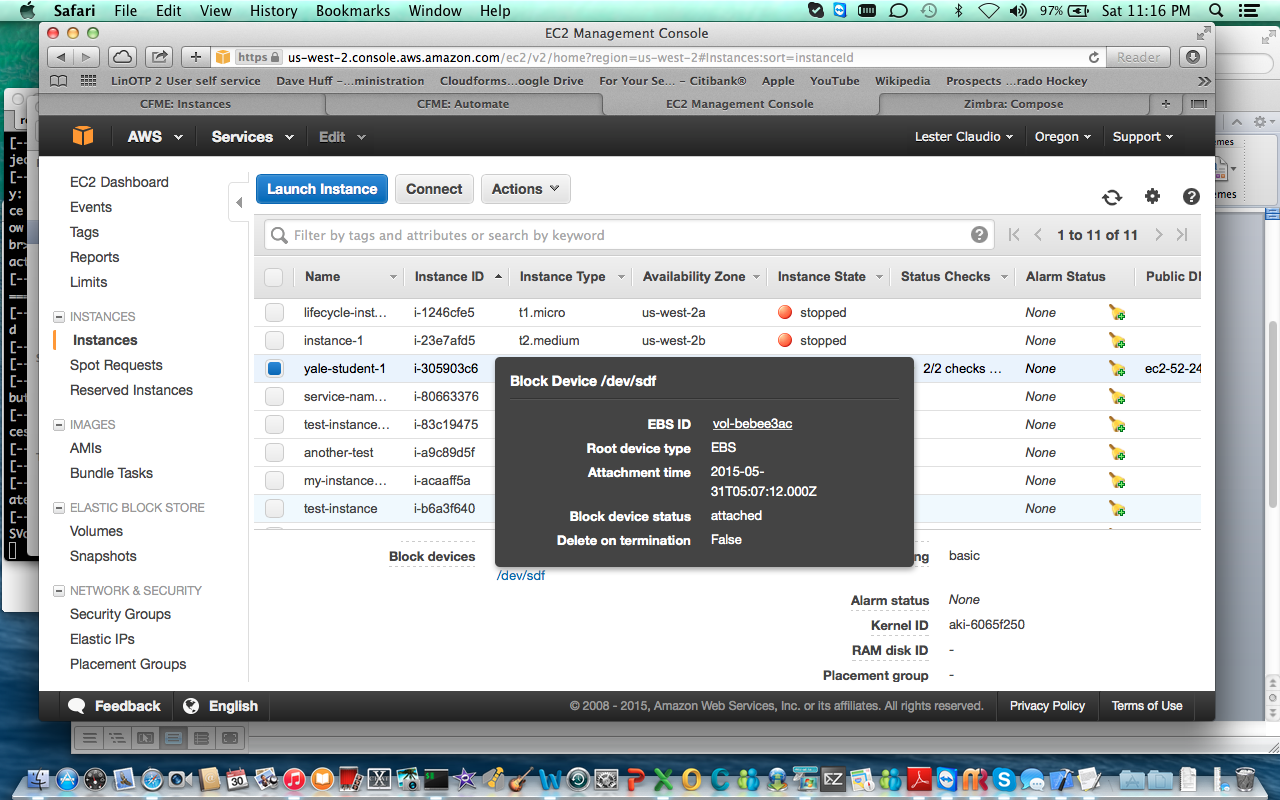 Safari File Edit View History Bookmarks Window Help 97% Sat 11:16 PM
EC2 Management Console
https us-west-2.console.aws.amazon.com/ec2/v2/home?region=us-west-2#Instances:sort=instanceId Reader
LinOTP 2 User self service Dave Huff –...ministration Cloudforms...oogle Drive For Your Se... – Citibank® Apple YouTube Wikipedia Prospects ...rado Hockey
CFME: Instances CFME: Automate EC2 Management Console Zimbra: Compose
AWS Services Edit Lester Claudio Oregon Support
EC2 Dashboard
Events
Tags
Reports
Limits
INSTANCES
Instances
Spot Requests
Reserved Instances
IMAGES
AMIs
Bundle Tasks
ELASTIC BLOCK STORE
Volumes
Snapshots
NETWORK & SECURITY
Security Groups
Elastic IPs
Placement Groups
Launch Instance Connect Actions
Filter by tags and attributes or search by keyword 1 to 11 of 11
Name Instance ID Instance Type Availability Zone Instance State Status Checks Alarm Status Public DI
lifecycle-inst... i-1246cfe5 t1.micro us-west-2a stopped None
instance-1 i-23e7afd5 t2.medium us-west-2b stopped None
yale-student-1 i-305903c6 2/2 checks ... None ec2-52-24
service-nam... i-80663376 None
test-instance... i-83c19475 None
another-test i-a9c89d5f None
my-instance... i-acaaff5a None
test-instance i-b6a3f640 None
Block Device /dev/sdf
EBS ID vol-bebee3ac
Root device type EBS
Attachment time 2015-05-
31T05:07:12.000Z
Block device status attached
Delete on termination False
Block devices
/dev/sdf
ng basic
Alarm status None
Kernel ID aki-6065f250
RAM disk ID -
Placement group -
Feedback English © 2008 - 2015, Amazon Web Services, Inc. or its affiliates. All rights reserved. Privacy Policy Terms of Use